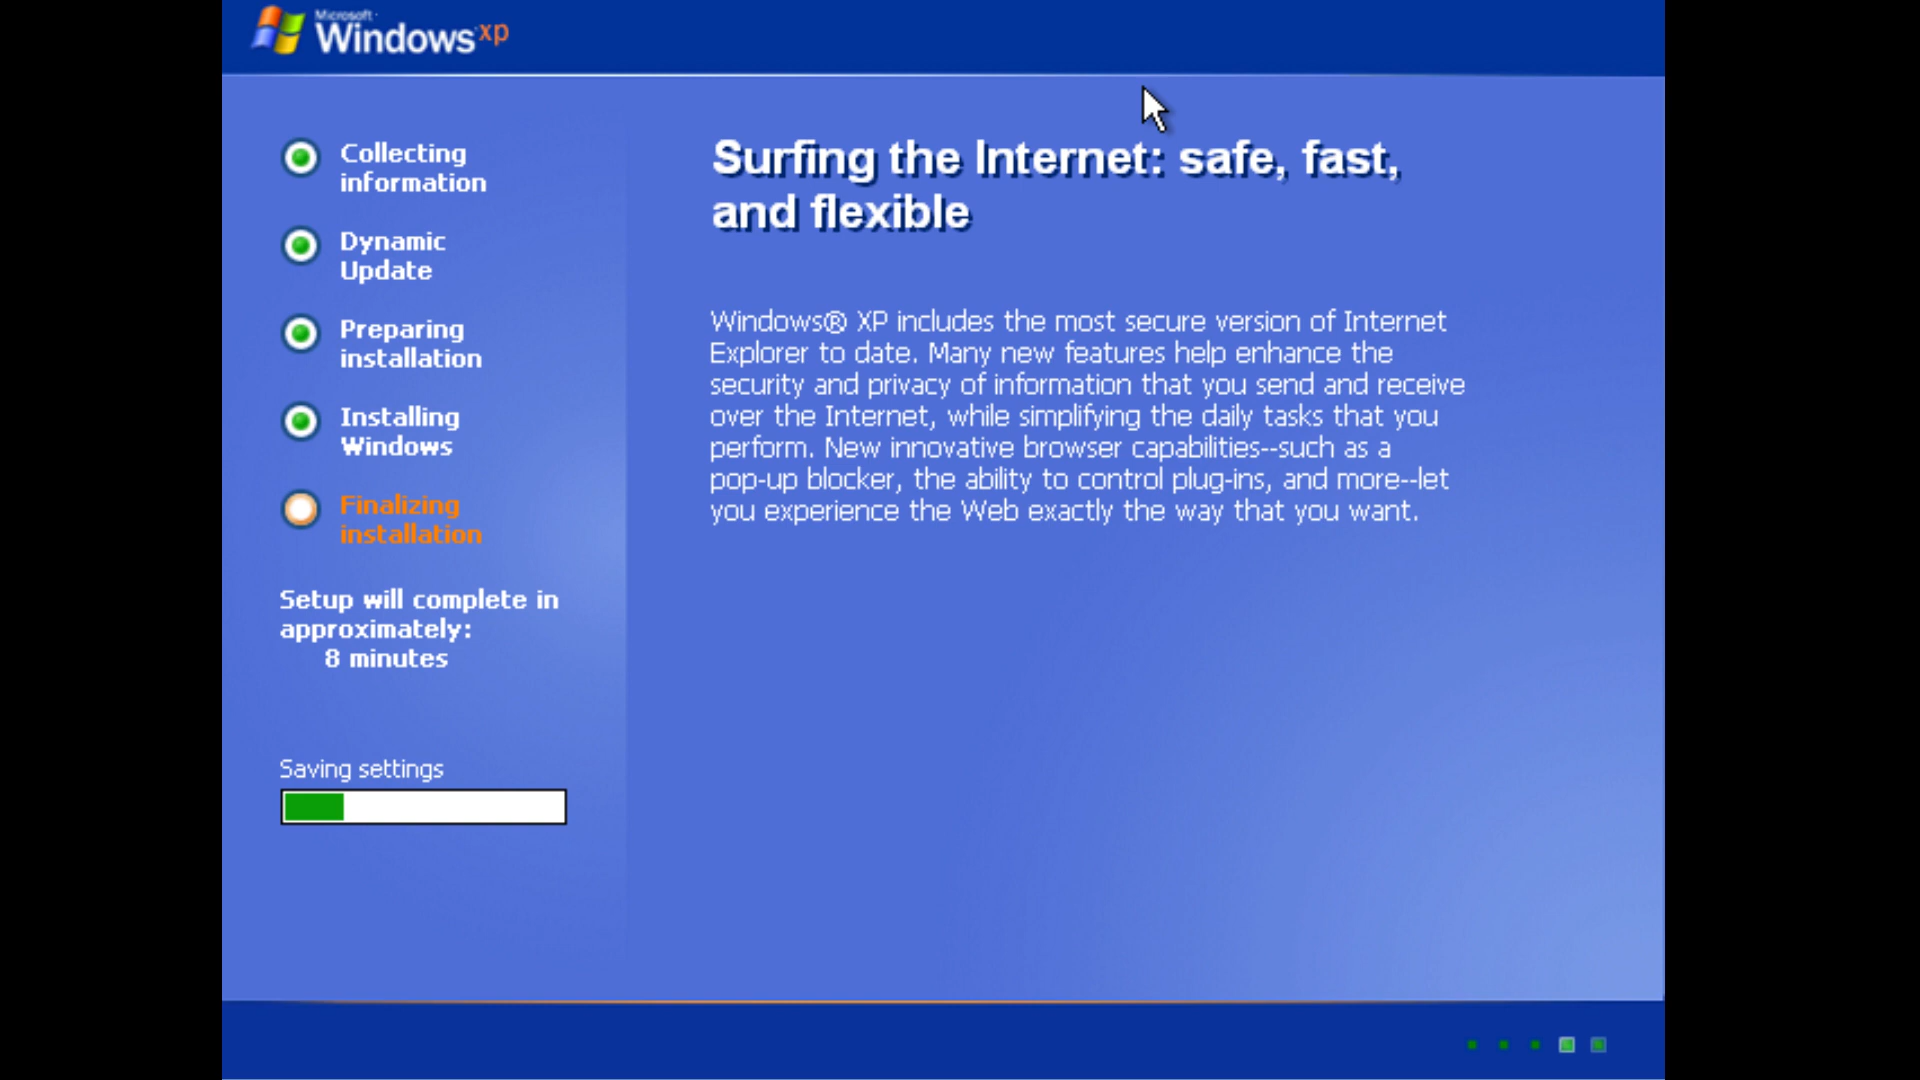 Microsoft®
Windows xp
Collecting
information
Dynamic
Update
Preparing
installation
Installing
Windows
Finalizing
installation
Setup will complete in
approximately:
8 minutes
Saving settings
Surfing the Internet: safe, fast,
and flexible
Windows® XP includes the most secure version of Internet
Explorer to date. Many new features help enhance the
security and privacy of information that you send and receive
over the Internet, while simplifying the daily tasks that you
perform. New innovative browser capabilities--such as a
pop-up blocker, the ability to control plug-ins, and more--let
you experience the Web exactly the way that you want.